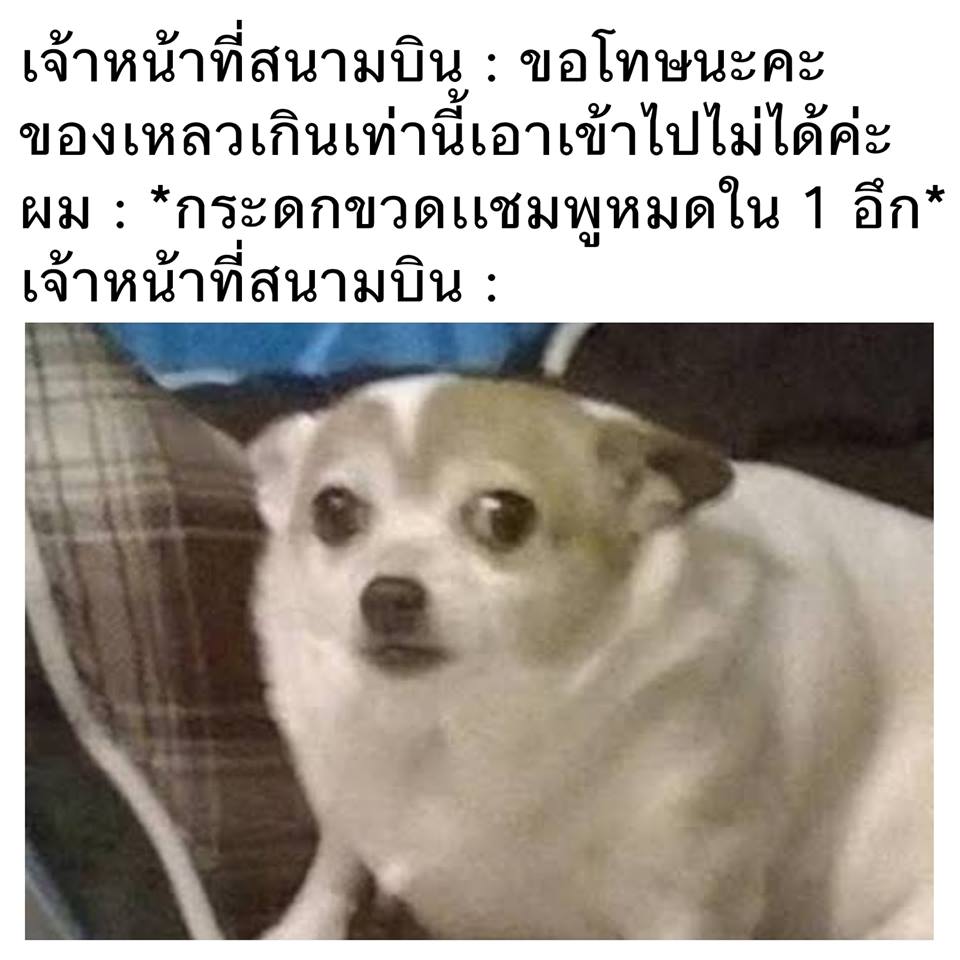 เจ้าหน้าที่สนามบิน : ขอโทษนะคะ
ของเหลวเกินเท่านี้เอาเข้าไปไม่ได้ค่ะ
ผม : *กระดกขวดแชมพูหมดใน 1 อึก*
เจ้าหน้าที่สนามบิน :